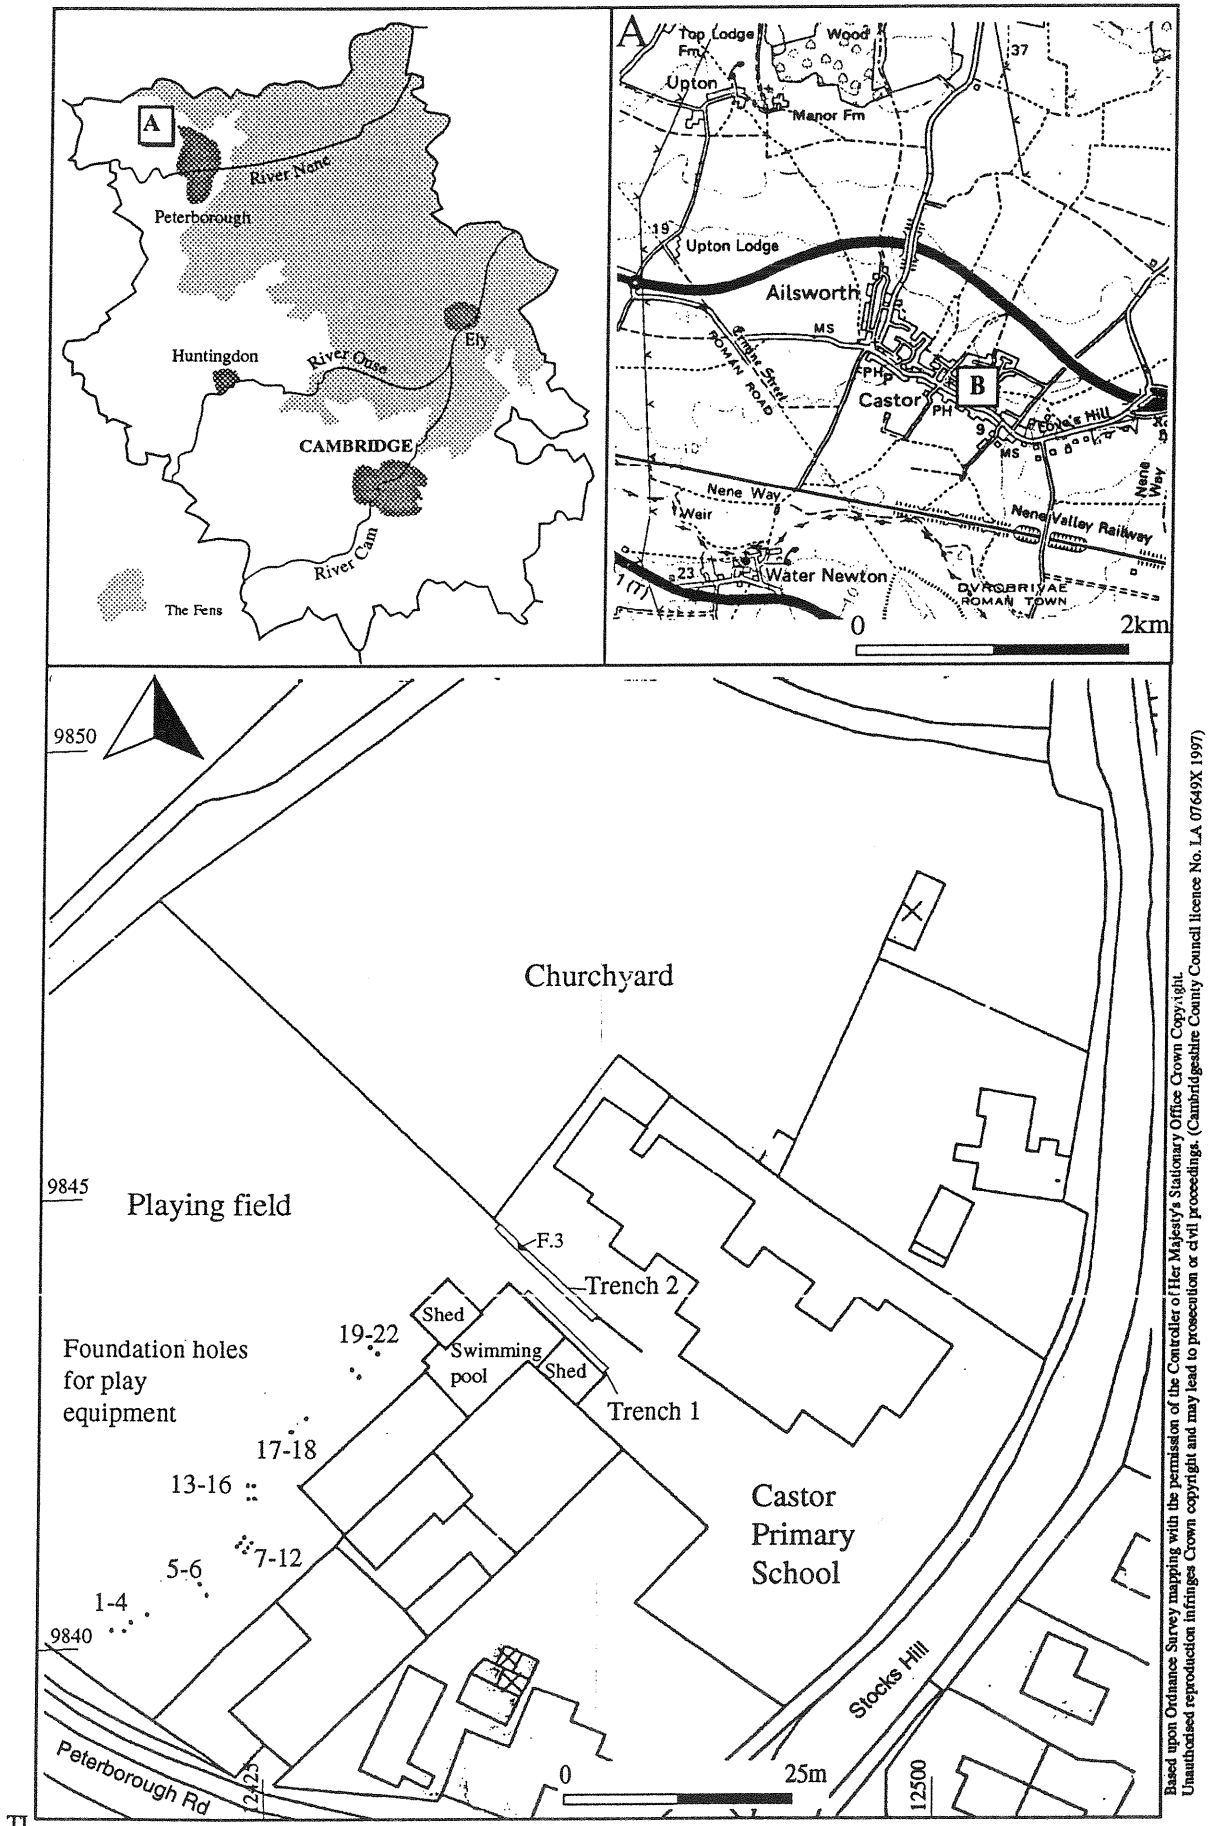 A
River Nene
Peterborough
Ely
Huntingdon
River Ouse
CAMBRIDGE
River Cam
The Fens
A
Top Lodge
Fm
Wood
37
Upton
Manor Fm
19
Upton Lodge
Ailsworth
MS
Ermine Street
ROMAN ROAD
PH
P
Castor
PH
B
9
Love's Hill
MS
10
Nene Way
Nene
Way
Weir
Nene Valley Railway
23
Water Newton
1 (T)
10
DVROBRIVAE
ROMAN TOWN
0
2km
9850
Churchyard
9845
Playing field
F.3
Trench 2
Shed
19-22
Swimming
pool
Shed
Foundation holes
for play
equipment
Trench 1
17-18
13-16
Castor
Primary
School
7-12
5-6
1-4
9840
Stocks Hill
Peterborough Rd
12425
0
25m
12500
Based upon Ordnance Survey mapping with the permission of the Controller of Her Majesty's Stationary Office Crown Copyright.
Unauthorised reproduction infringes Crown copyright and may lead to prosecution or civil proceedings. (Cambridgeshire County Council licence No. LA 07649X 1997)